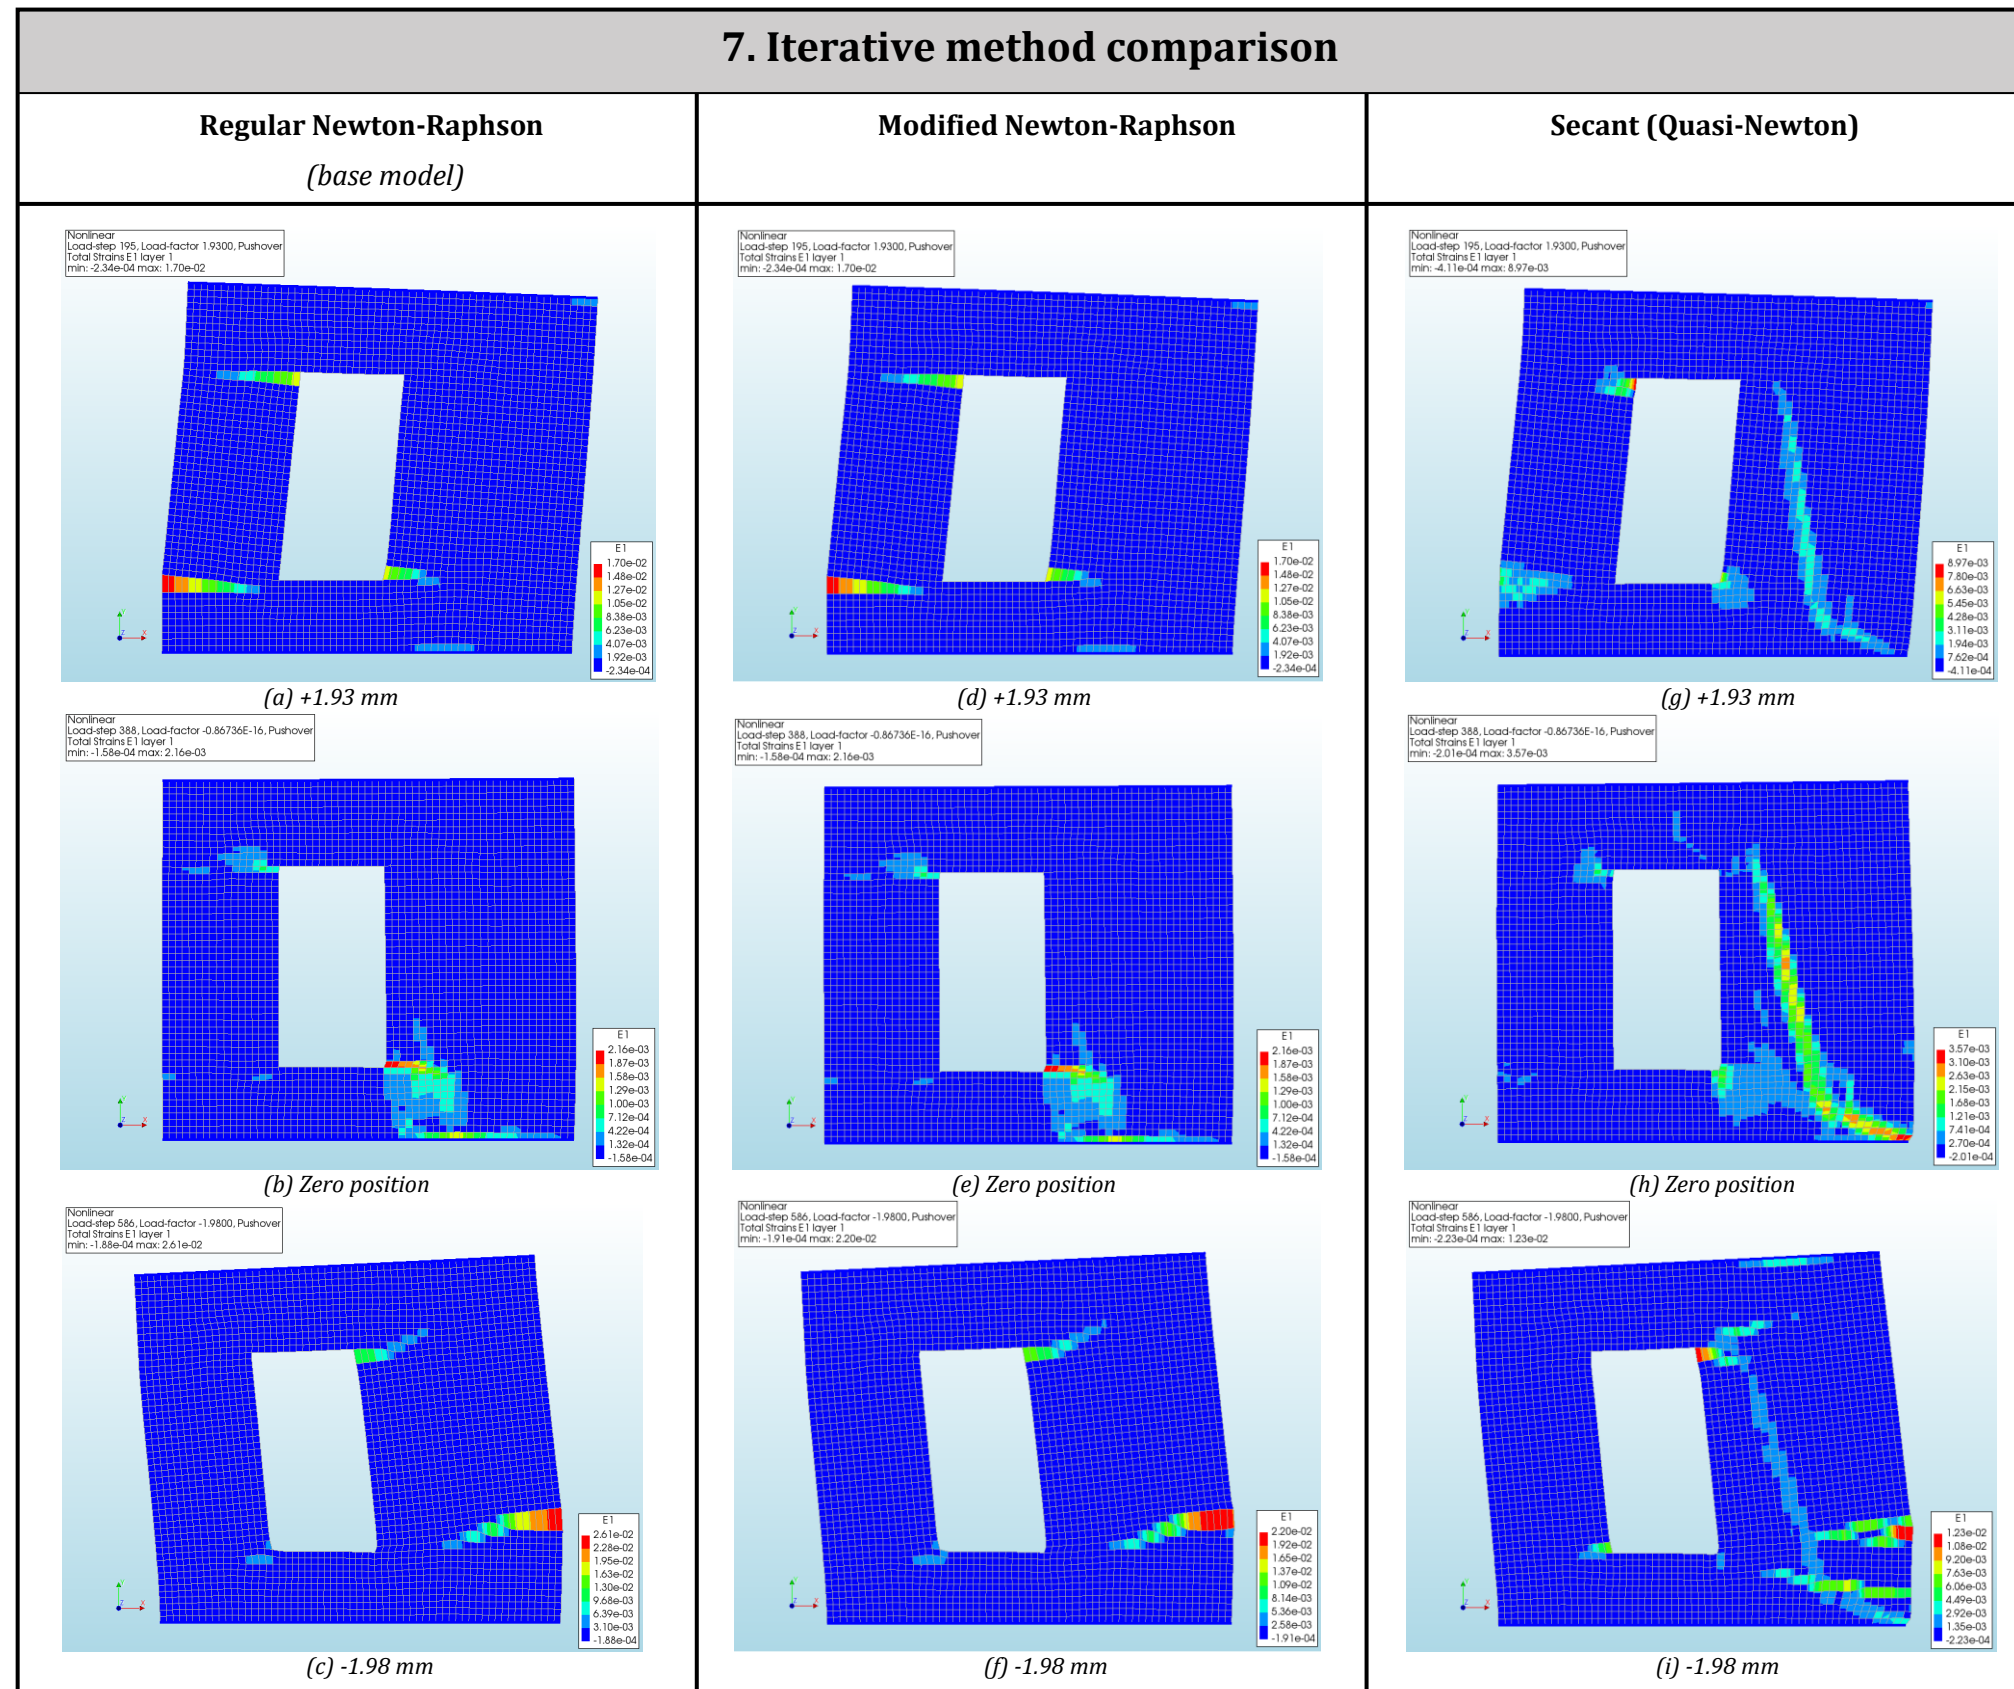 7. Iterative method comparison
Regular Newton-Raphson
(base model)
Modified Newton-Raphson
Secant (Quasi-Newton)
Nonlinear
Load-step 195, Load-factor 1.9300, Pushover
Total Strains E1 layer 1
min: -2.34e-04 max: 1.70e-02
E1
1.70e-02
1.48e-02
1.27e-02
1.05e-02
8.38e-03
6.23e-03
4.07e-03
1.92e-03
-2.34e-04
Y
Z
X
(a) +1.93 mm
Nonlinear
Load-step 195, Load-factor 1.9300, Pushover
Total Strains E1 layer 1
min: -2.34e-04 max: 1.70e-02
E1
1.70e-02
1.48e-02
1.27e-02
1.05e-02
8.38e-03
6.23e-03
4.07e-03
1.92e-03
-2.34e-04
Y
Z
X
(d) +1.93 mm
Nonlinear
Load-step 195, Load-factor 1.9300, Pushover
Total Strains E1 layer 1
min: -4.11e-04 max: 8.97e-03
E1
8.97e-03
7.80e-03
6.63e-03
5.45e-03
4.28e-03
3.11e-03
1.94e-03
7.62e-04
-4.11e-04
Y
Z
X
(g) +1.93 mm
Nonlinear
Load-step 388, Load-factor -0.86736E-16, Pushover
Total Strains E1 layer 1
min: -1.58e-04 max: 2.16e-03
E1
2.16e-03
1.87e-03
1.58e-03
1.29e-03
1.00e-03
7.12e-04
4.22e-04
1.32e-04
-1.58e-04
Y
Z
X
(b) Zero position
Nonlinear
Load-step 388, Load-factor -0.86736E-16, Pushover
Total Strains E1 layer 1
min: -1.58e-04 max: 2.16e-03
E1
2.16e-03
1.87e-03
1.58e-03
1.29e-03
1.00e-03
7.12e-04
4.22e-04
1.32e-04
-1.58e-04
Y
Z
X
(e) Zero position
Nonlinear
Load-step 388, Load-factor -0.86736E-16, Pushover
Total Strains E1 layer 1
min: -2.01e-04 max: 3.57e-03
E1
3.57e-03
3.10e-03
2.63e-03
2.15e-03
1.68e-03
1.21e-03
7.41e-04
2.70e-04
-2.01e-04
Y
Z
X
(h) Zero position
Nonlinear
Load-step 586, Load-factor -1.9800, Pushover
Total Strains E1 layer 1
min: -1.88e-04 max: 2.61e-02
E1
2.61e-02
2.28e-02
1.95e-02
1.63e-02
1.30e-02
9.68e-03
6.39e-03
3.10e-03
-1.88e-04
Y
Z
X
(c) -1.98 mm
Nonlinear
Load-step 586, Load-factor -1.9800, Pushover
Total Strains E1 layer 1
min: -1.91e-04 max: 2.20e-02
E1
2.20e-02
1.92e-02
1.65e-02
1.37e-02
1.09e-02
8.14e-03
5.36e-03
2.58e-03
-1.91e-04
Y
Z
X
(f) -1.98 mm
Nonlinear
Load-step 586, Load-factor -1.9800, Pushover
Total Strains E1 layer 1
min: -2.23e-04 max: 1.23e-02
E1
1.23e-02
1.08e-02
9.20e-03
7.63e-03
6.06e-03
4.49e-03
2.92e-03
1.35e-03
-2.23e-04
Y
Z
X
(i) -1.98 mm